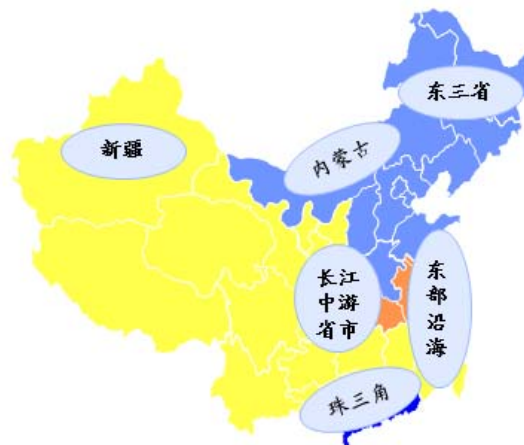 东三省
内蒙古
新疆
长江
中游
省市
东
部
沿
海
珠三角